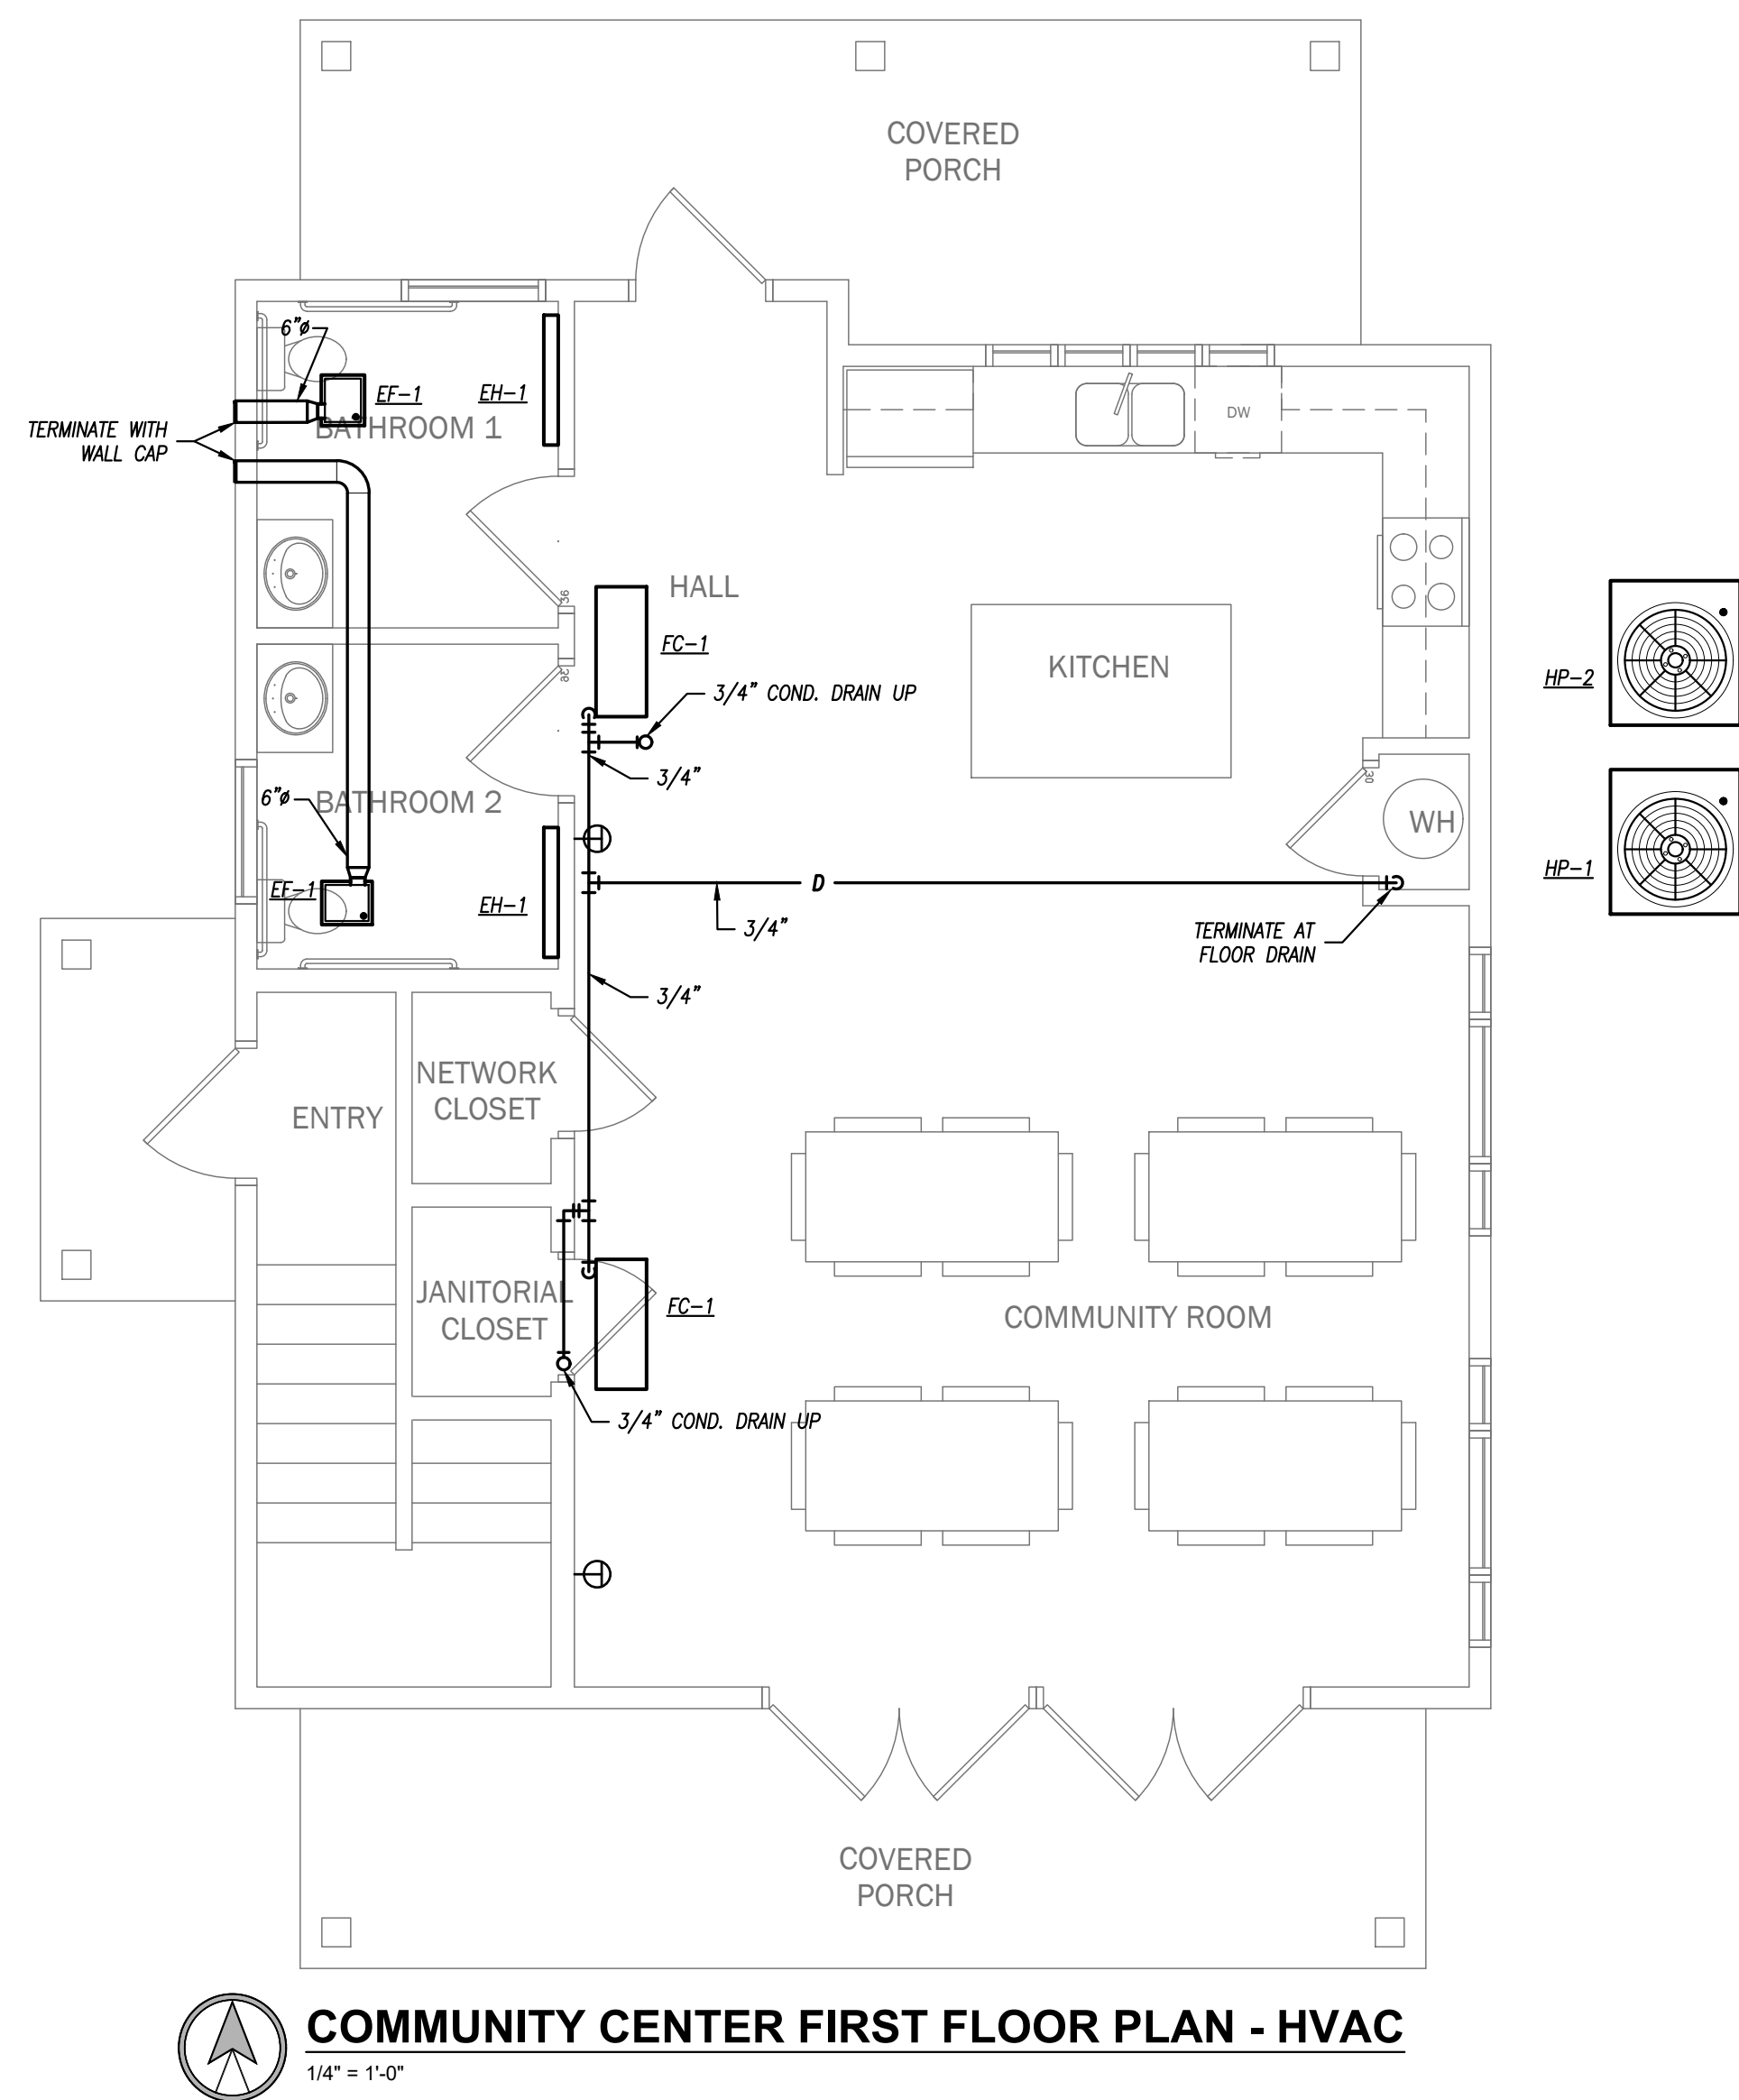 COVERED
PORCH
6"ø
EF-1
EH-1
BATHROOM 1
TERMINATE WITH
WALL CAP
DW
36
HALL
FC-1
KITCHEN
HP-2
36
3/4" COND. DRAIN UP
3/4"
30
6"ø
BATHROOM 2
WH
HP-1
EF-1
EH-1
D
3/4"
TERMINATE AT
FLOOR DRAIN
3/4"
NETWORK
CLOSET
ENTRY
JANITORIAL
CLOSET
FC-1
COMMUNITY ROOM
3/4" COND. DRAIN UP
COVERED
PORCH
COMMUNITY CENTER FIRST FLOOR PLAN - HVAC
1/4" = 1'-0"